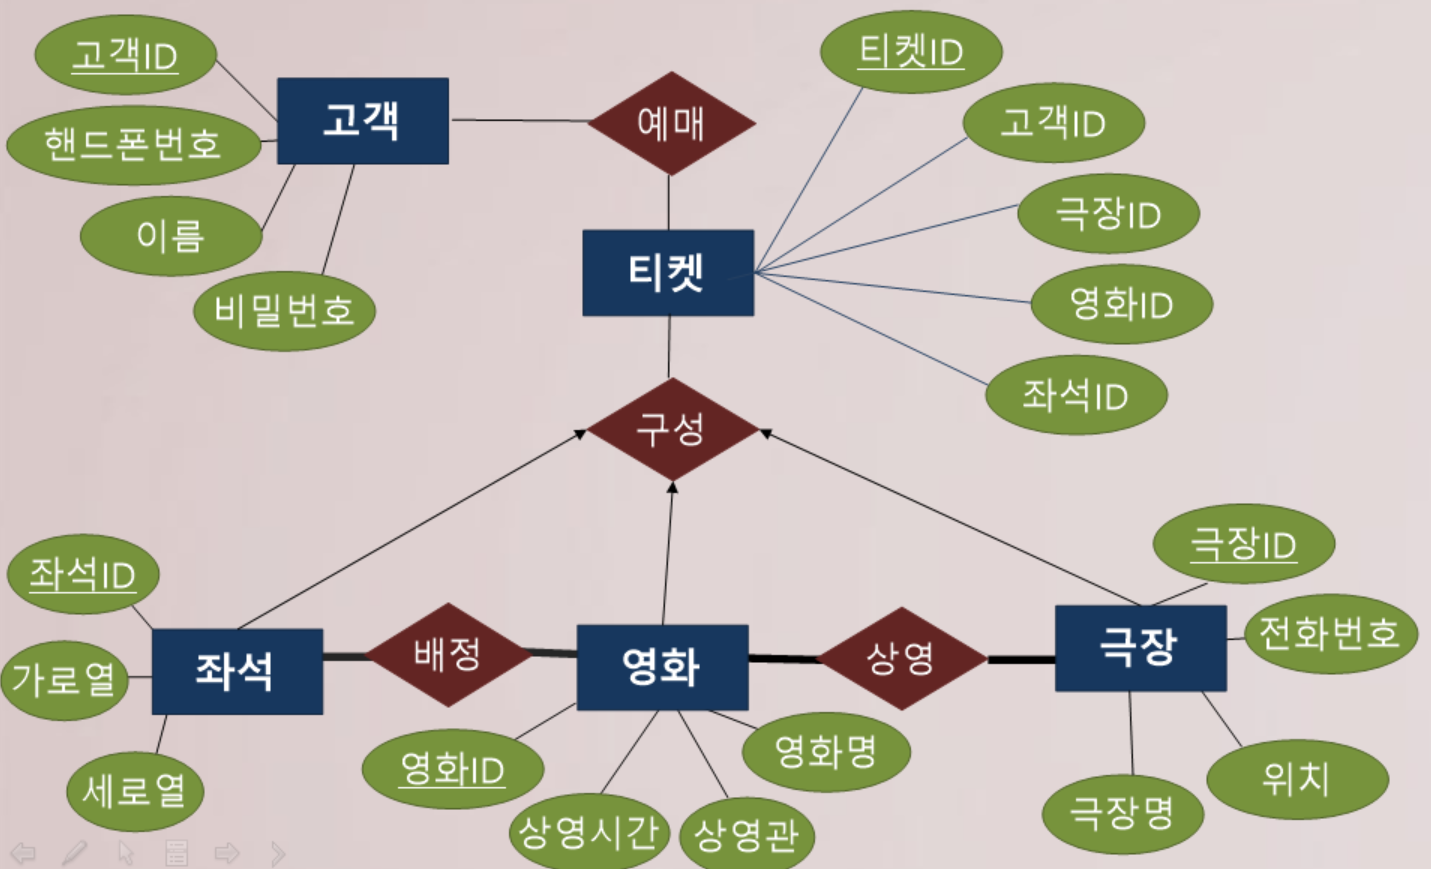 고객ID
핸드폰번호
이름
비밀번호
고객
예매
티켓
티켓ID
고객ID
극장ID
영화ID
좌석ID
구성
좌석ID
가로열
세로열
좌석
배정
영화
영화ID
상영시간
상영관
영화명
상영
극장
극장ID
전화번호
위치
극장명